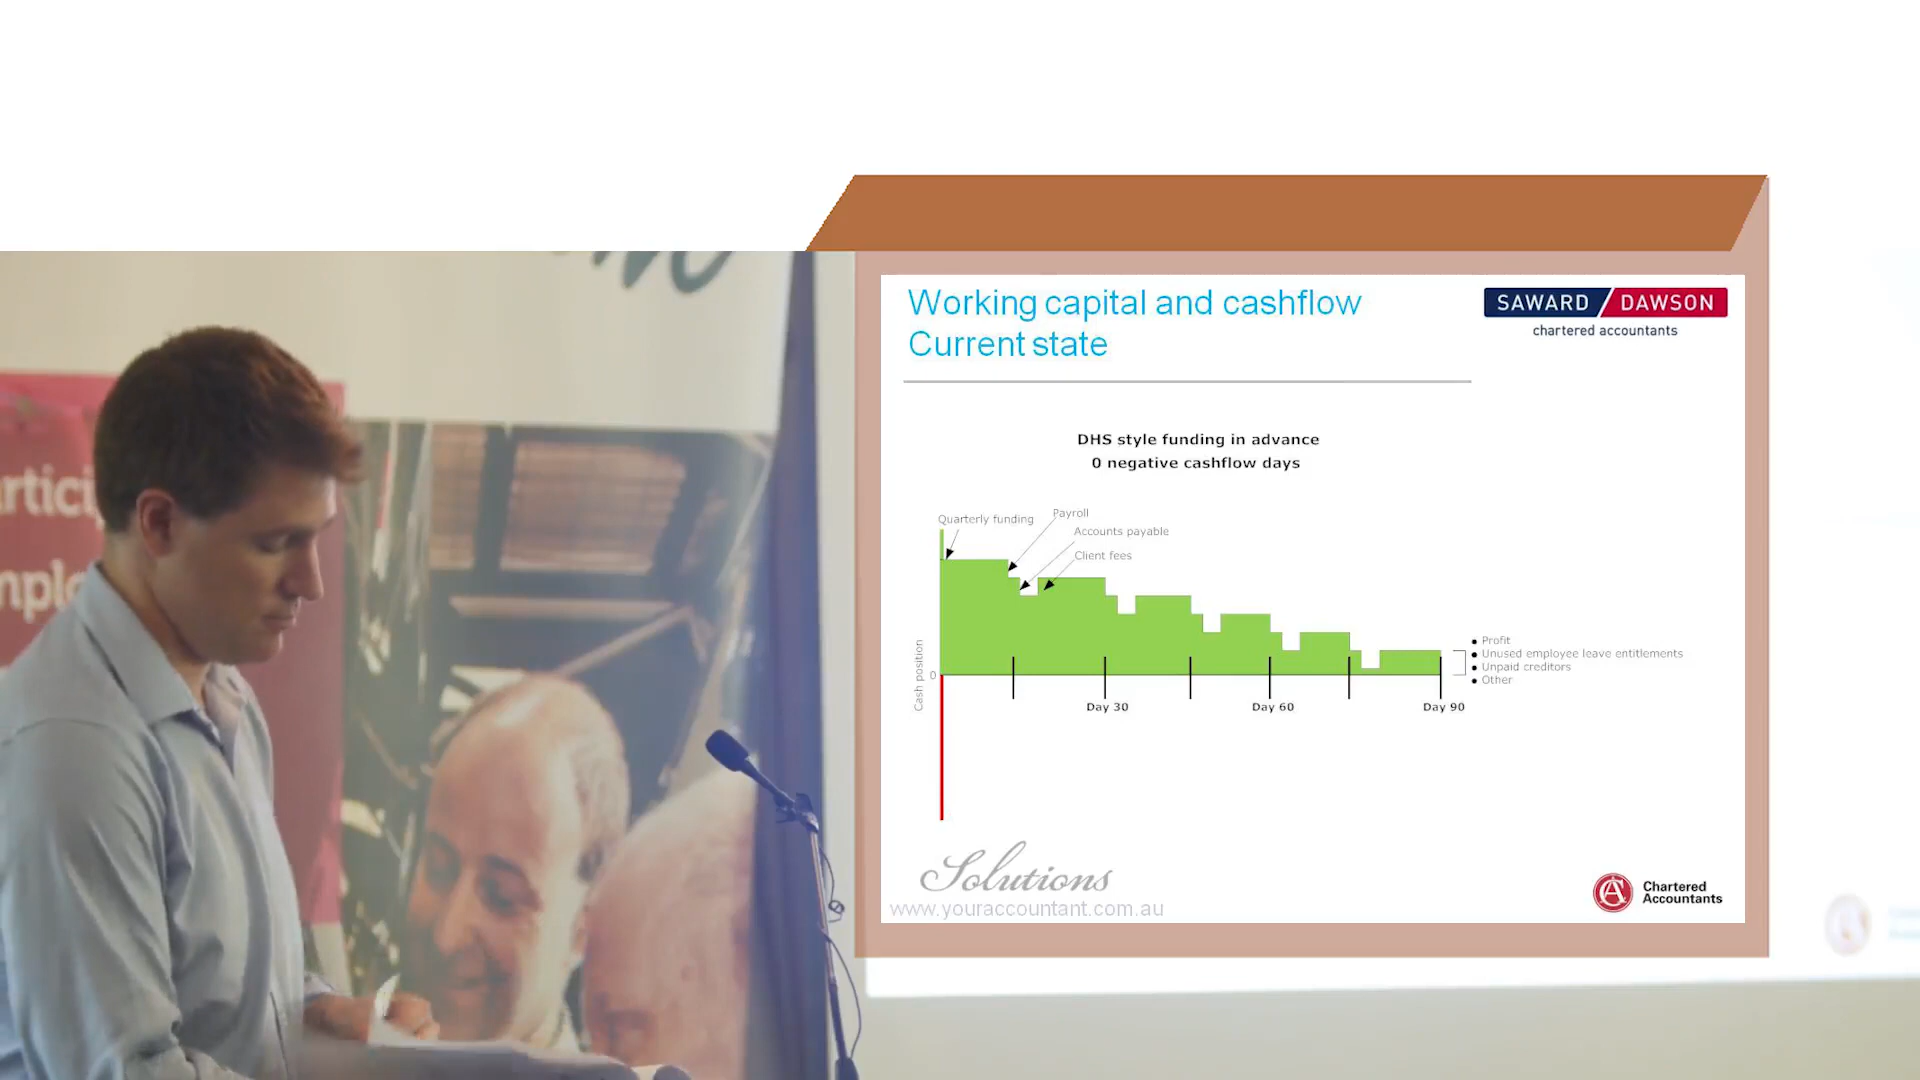 Working capital and cashflow
Current state
SAWARD DAWSON
chartered accountants
DHS style funding in advance
0 negative cashflow days
Quarterly funding
Payroll
Accounts payable
Client fees
Cash position
0
Day 30
Day 60
Day 90
Profit
Unused employee leave entitlements
Unpaid creditors
Other
Solutions
www.youraccountant.com.au
CA
Chartered
Accountants